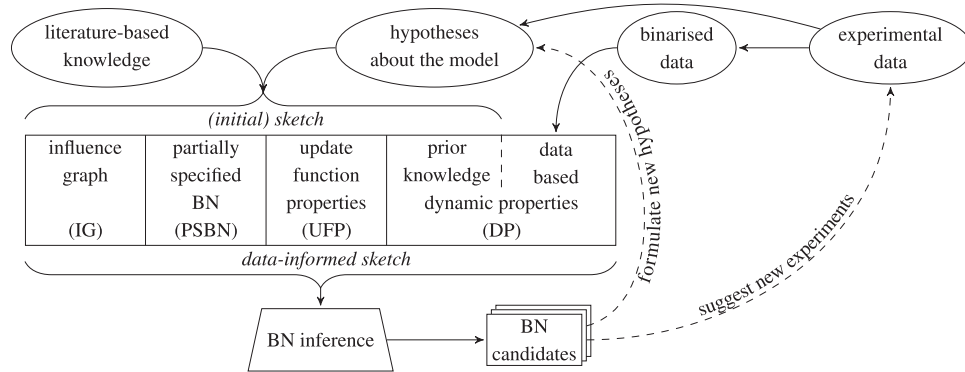 literature-based
knowledge
hypotheses
about the model
binarised
data
experimental
data
(initial) sketch
influence
graph
(IG)
partially
specified
BN
(PSBN)
update
function
properties
(UFP)
prior
knowledge
data
based
dynamic properties
(DP)
data-informed sketch
BN inference
BN
candidates
formulate new hypotheses
suggest new experiments